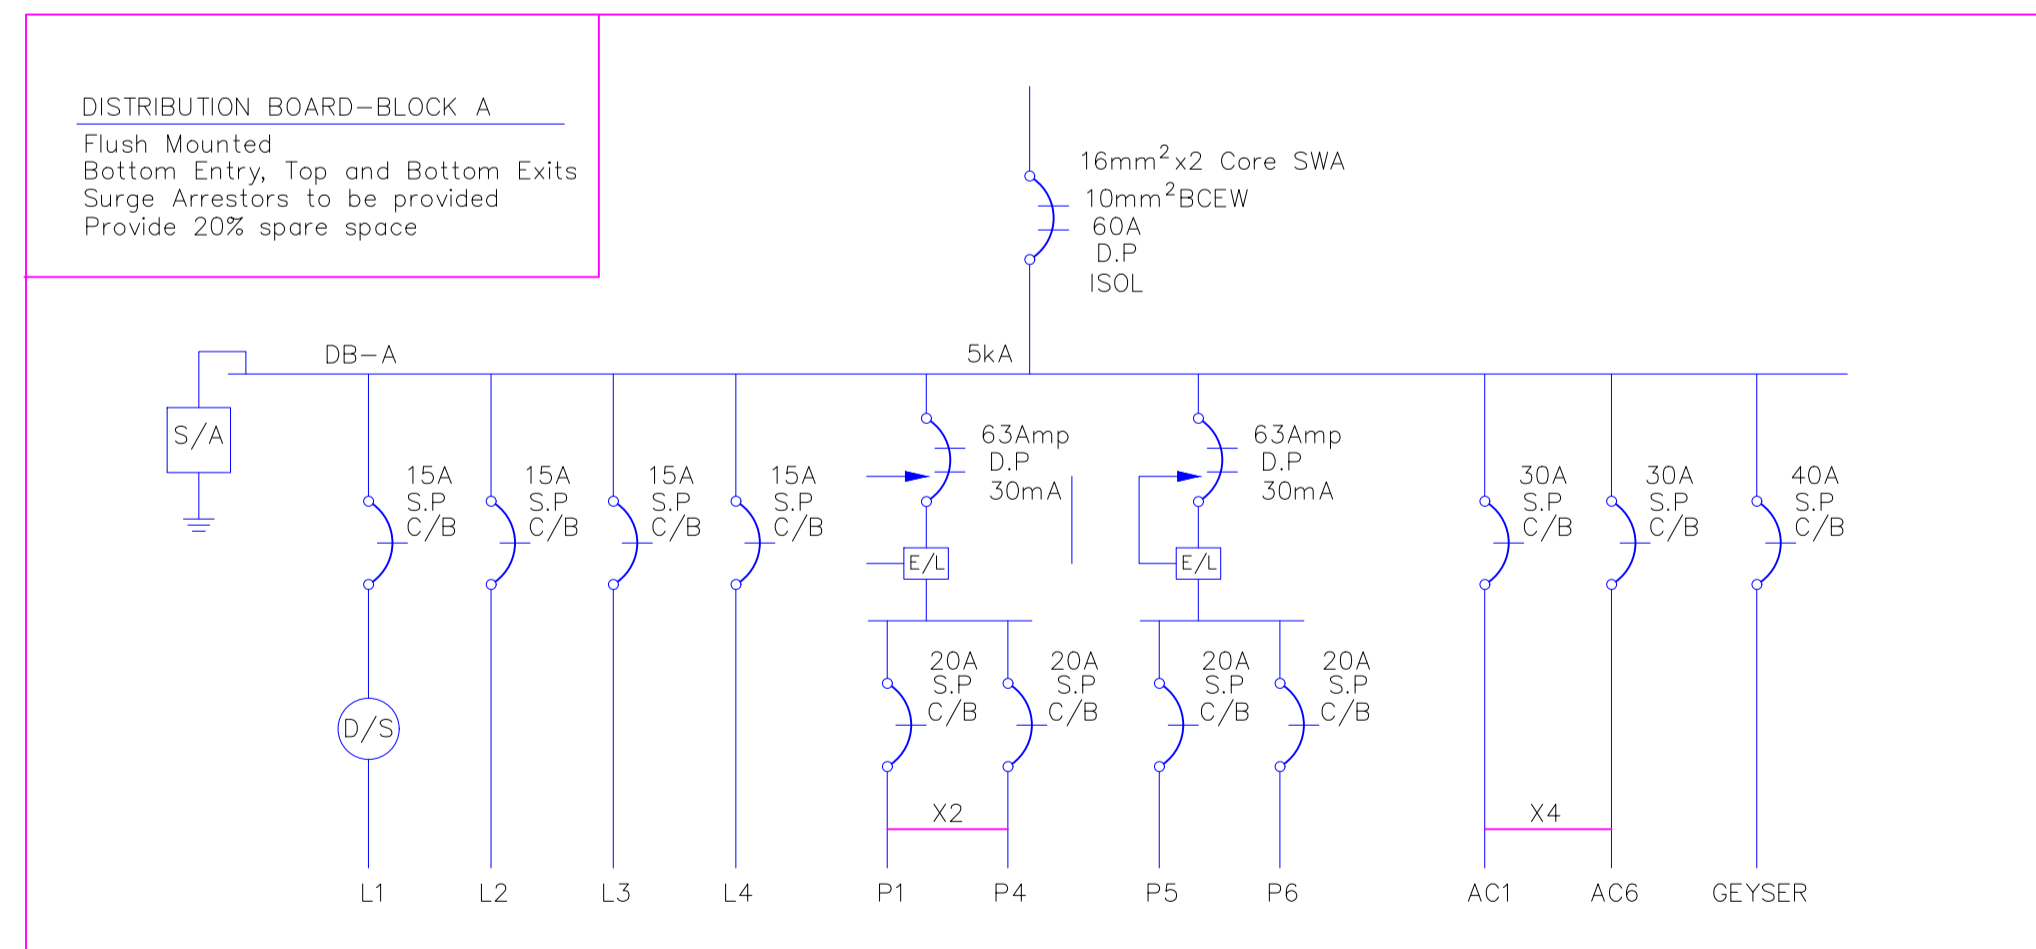 DISTRIBUTION BOARD-BLOCK A
Flush Mounted
Bottom Entry, Top and Bottom Exits
Surge Arrestors to be provided
Provide 20% spare space
16mm²x2 Core SWA
10mm²BCEW
60A
D.P
ISOL
DB-A
5kA
S/A
15A
S.P
C/B
15A
S.P
C/B
15A
S.P
C/B
15A
S.P
C/B
63Amp
D.P
30mA
63Amp
D.P
30mA
30A
S.P
C/B
30A
S.P
C/B
40A
S.P
C/B
E/L
E/L
20A
S.P
C/B
20A
S.P
C/B
20A
S.P
C/B
20A
S.P
C/B
D/S
X2
X4
L1
L2
L3
L4
P1
P4
P5
P6
AC1
AC6
GEYSER